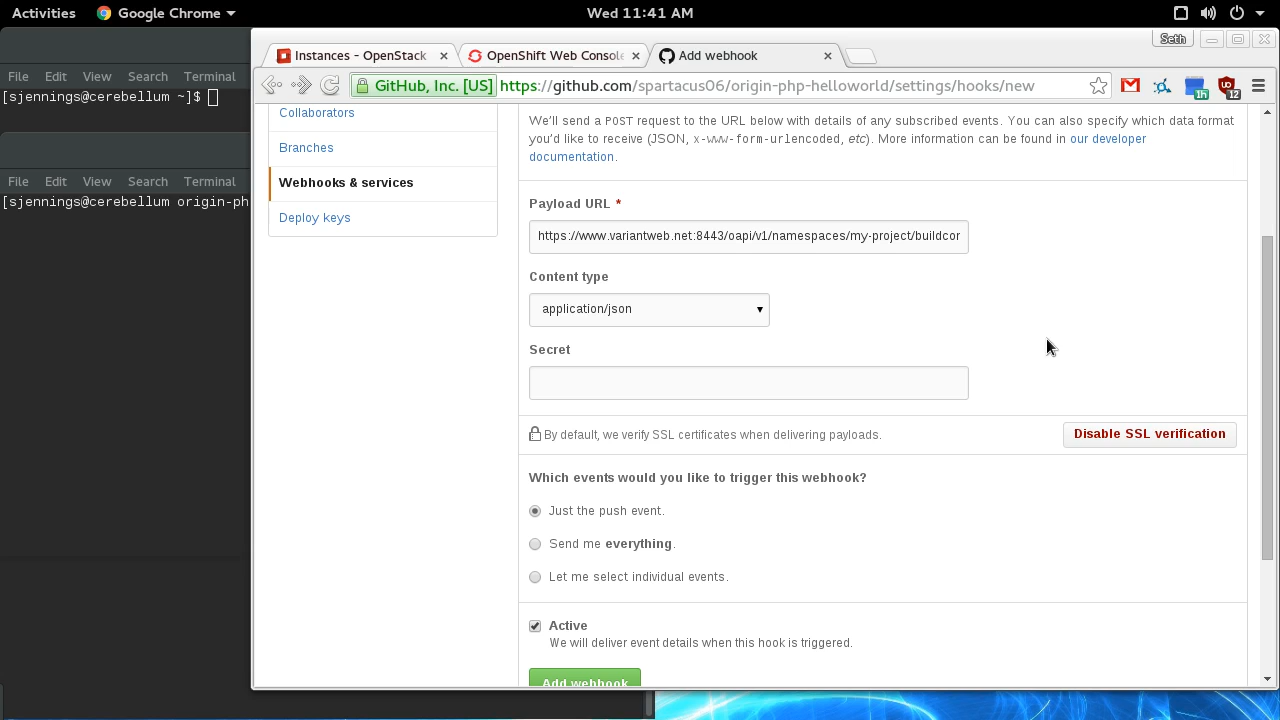 Activities
Google Chrome
Wed 11:41 AM
Seth
Instances - OpenStack
OpenShift Web Console
Add webhook
GitHub, Inc. [US]
https://github.com/spartacus06/origin-php-helloworld/settings/hooks/new
1h
12
File Edit View Search Terminal
[sjennings@cerebellum ~]$
File Edit View Search Terminal
[sjennings@cerebellum origin-ph
Collaborators
Branches
Webhooks & services
Deploy keys
We'll send a POST request to the URL below with details of any subscribed events. You can also specify which data format
you'd like to receive (JSON, x-www-form-urlencoded, etc). More information can be found in our developer
documentation.
Payload URL *
https://www.variantweb.net:8443/oapi/v1/namespaces/my-project/buildcor
Content type
application/json
Secret
By default, we verify SSL certificates when delivering payloads.
Disable SSL verification
Which events would you like to trigger this webhook?
Just the push event.
Send me everything.
Let me select individual events.
Active
We will deliver event details when this hook is triggered.
Add webhook